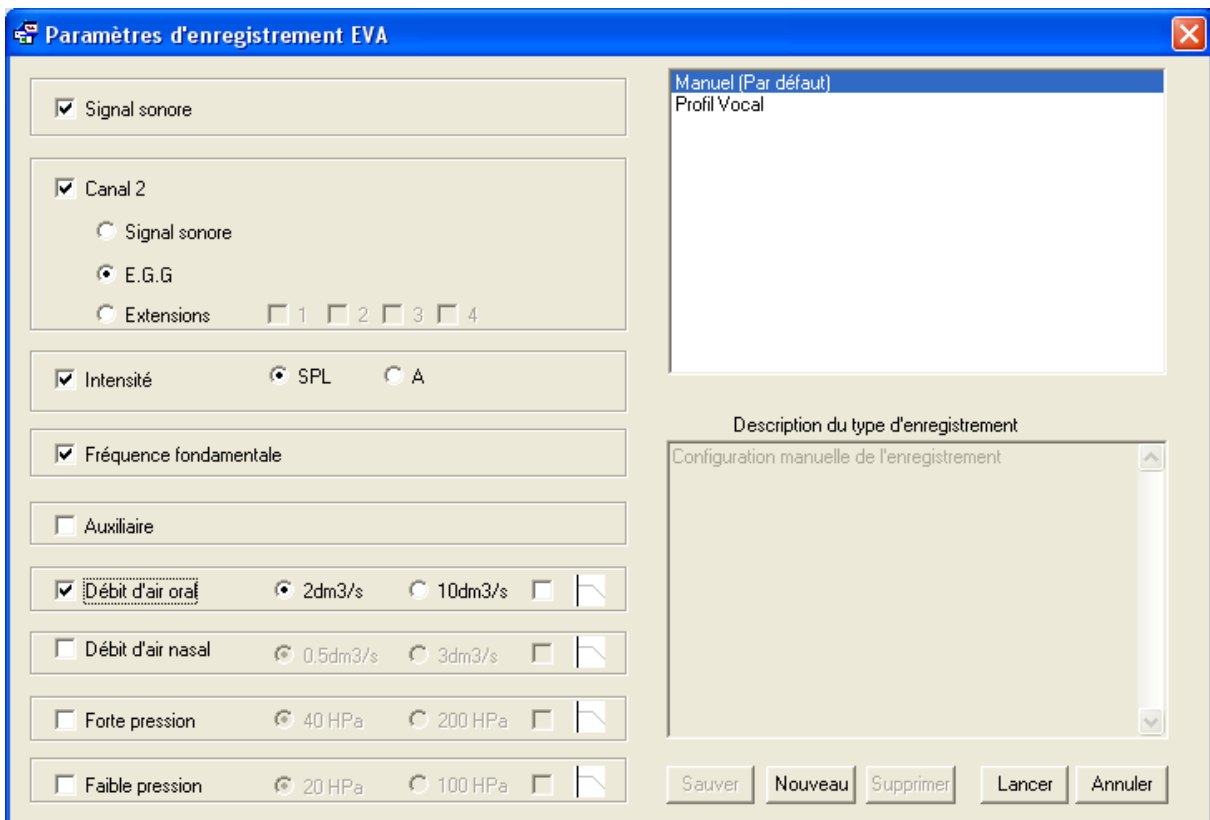 Paramètres d'enregistrement EVA
Signal sonore
Canal 2
Signal sonore
E.G.G
Extensions 1 2 3 4
Intensité SPL A
Fréquence fondamentale
Auxiliaire
Débit d'air oral 2dm3/s 10dm3/s
Débit d'air nasal 0.5dm3/s 3dm3/s
Forte pression 40 HPa 200 HPa
Faible pression 20 HPa 100 HPa
Manuel (Par défaut)
Profil Vocal
Description du type d'enregistrement
Configuration manuelle de l'enregistrement
Sauver Nouveau Supprimer Lancer Annuler